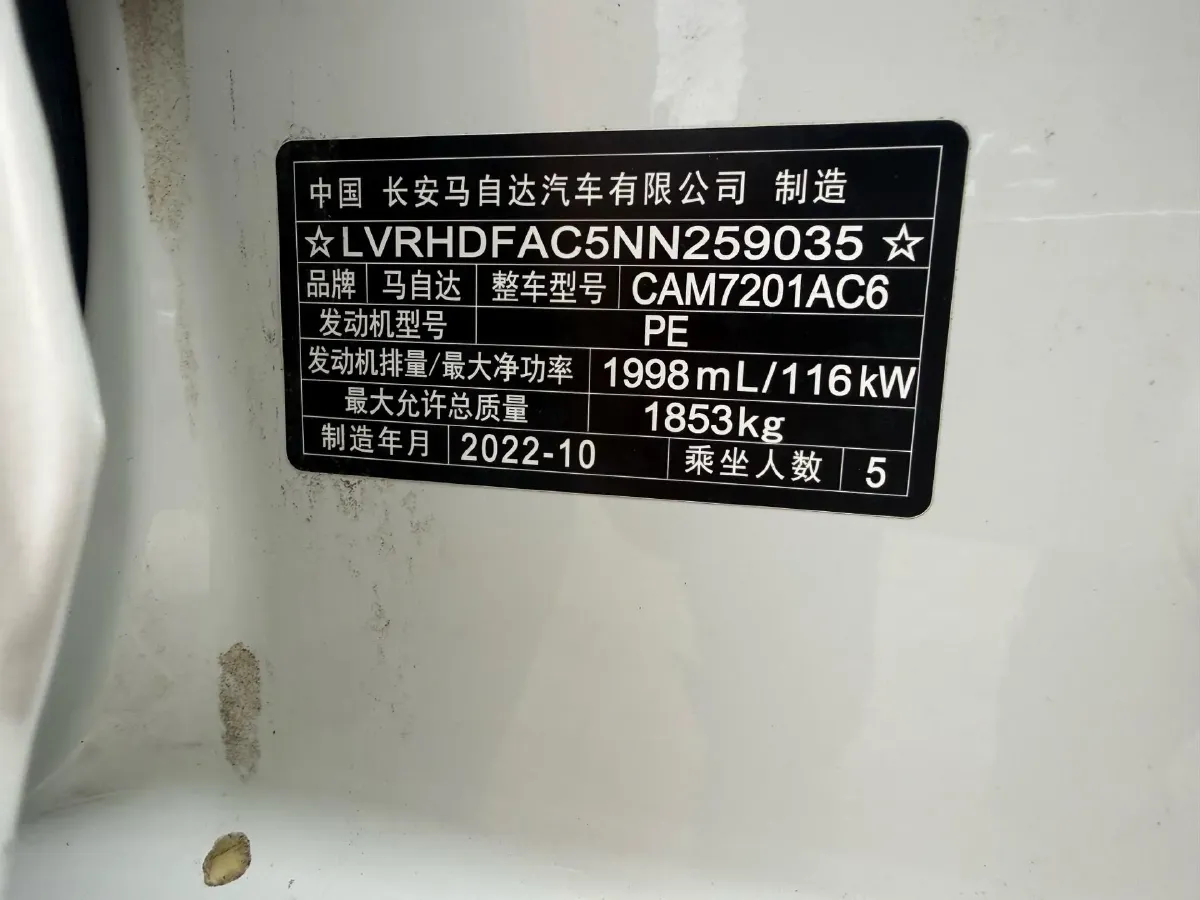 中国 长安马自达汽车有限公司 制造
☆LVRHDFAC5NN259035☆
品牌 马自达 整车型号 CAM7201AC6
发动机型号 PE
发动机排量/最大净功率 1998mL/116kW
最大允许总质量 1853kg
制造年月 2022-10 乘坐人数 5